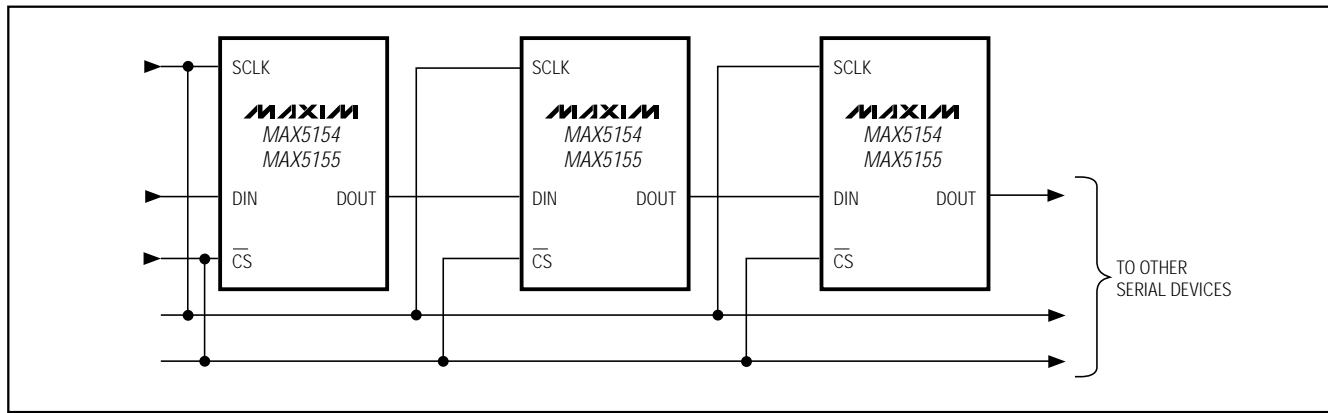 SCLK
MAXIM
MAX5154
MAX5155
DIN DOUT
CS
SCLK
MAXIM
MAX5154
MAX5155
DIN DOUT
CS
SCLK
MAXIM
MAX5154
MAX5155
DIN DOUT
CS
TO OTHER
SERIAL DEVICES